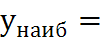 yнаиб =